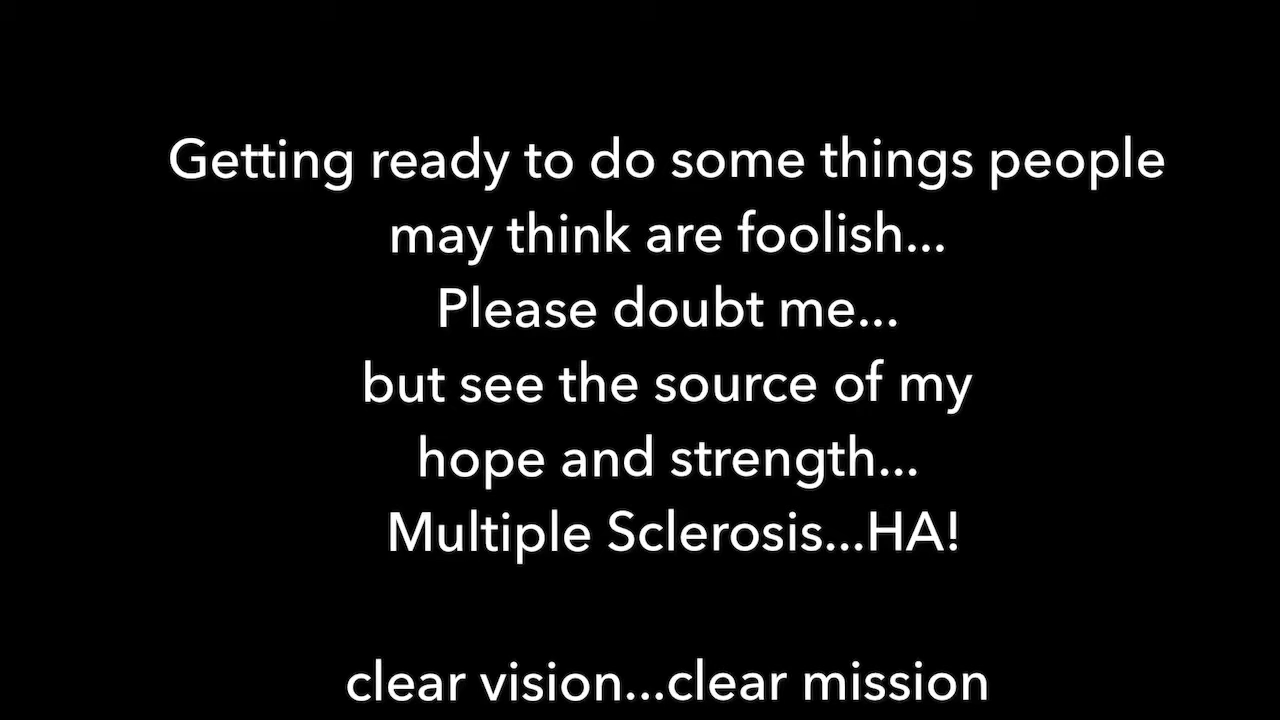 Getting ready to do some things people
may think are foolish...
Please doubt me...
but see the source of my
hope and strength...
Multiple Sclerosis...HA!
clear vision...clear mission